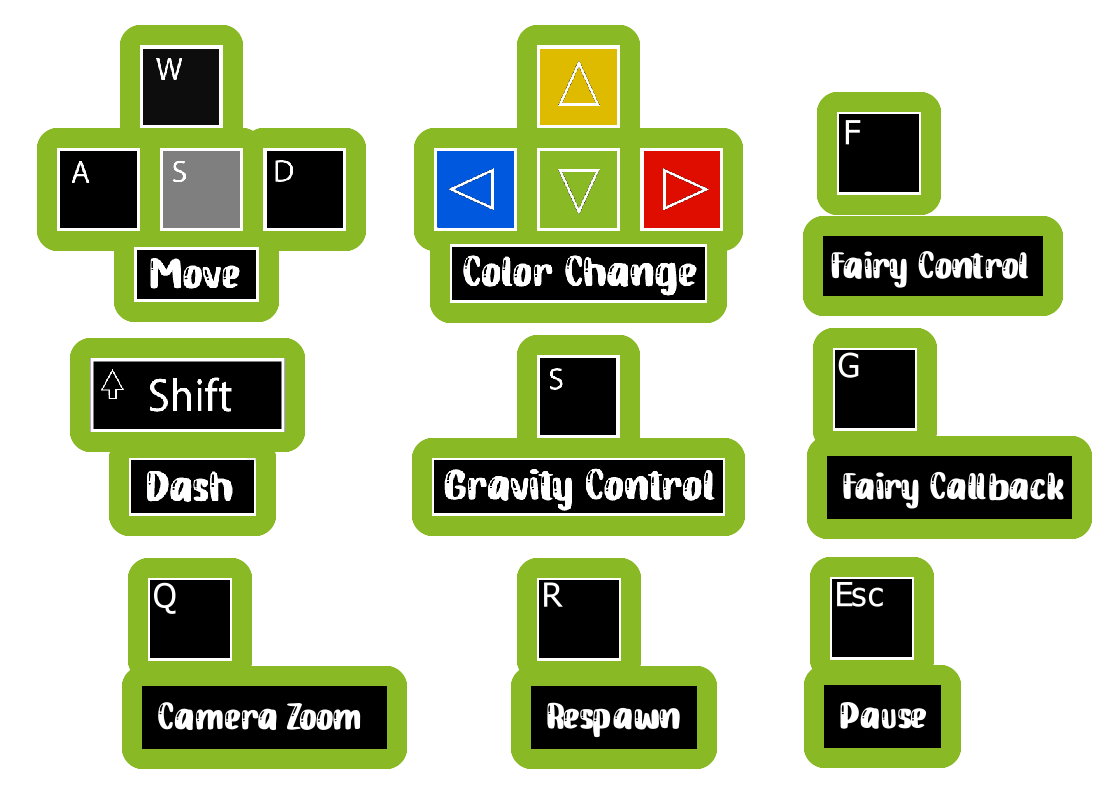 W
A S D
Move
△
◁ ▽ ▷
Color Change
F
Fairy Control
⇧ Shift
Dash
S
Gravity Control
G
Fairy Callback
Q
Camera Zoom
R
Respawn
Esc
Pause